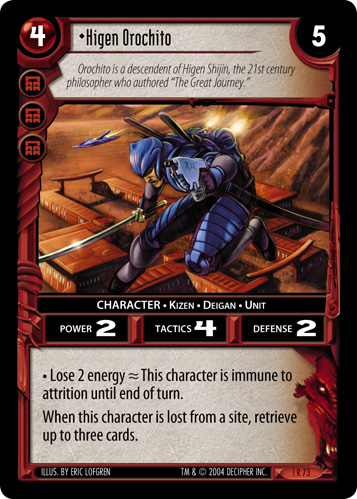 4
•Higen Orochito
5
Orochito is a descendent of Higen Shijin, the 21st century
philosopher who authored “The Great Journey.”
CHARACTER • KIZEN • DEIGAN • UNIT
POWER 2 TACTICS 4 DEFENSE 2
• Lose 2 energy ≈ This character is immune to
attrition until end of turn.
When this character is lost from a site, retrieve
up to three cards.
ILLUS. BY ERIC LOFGREN TM & © 2004 DECIPHER INC. 1 R 73